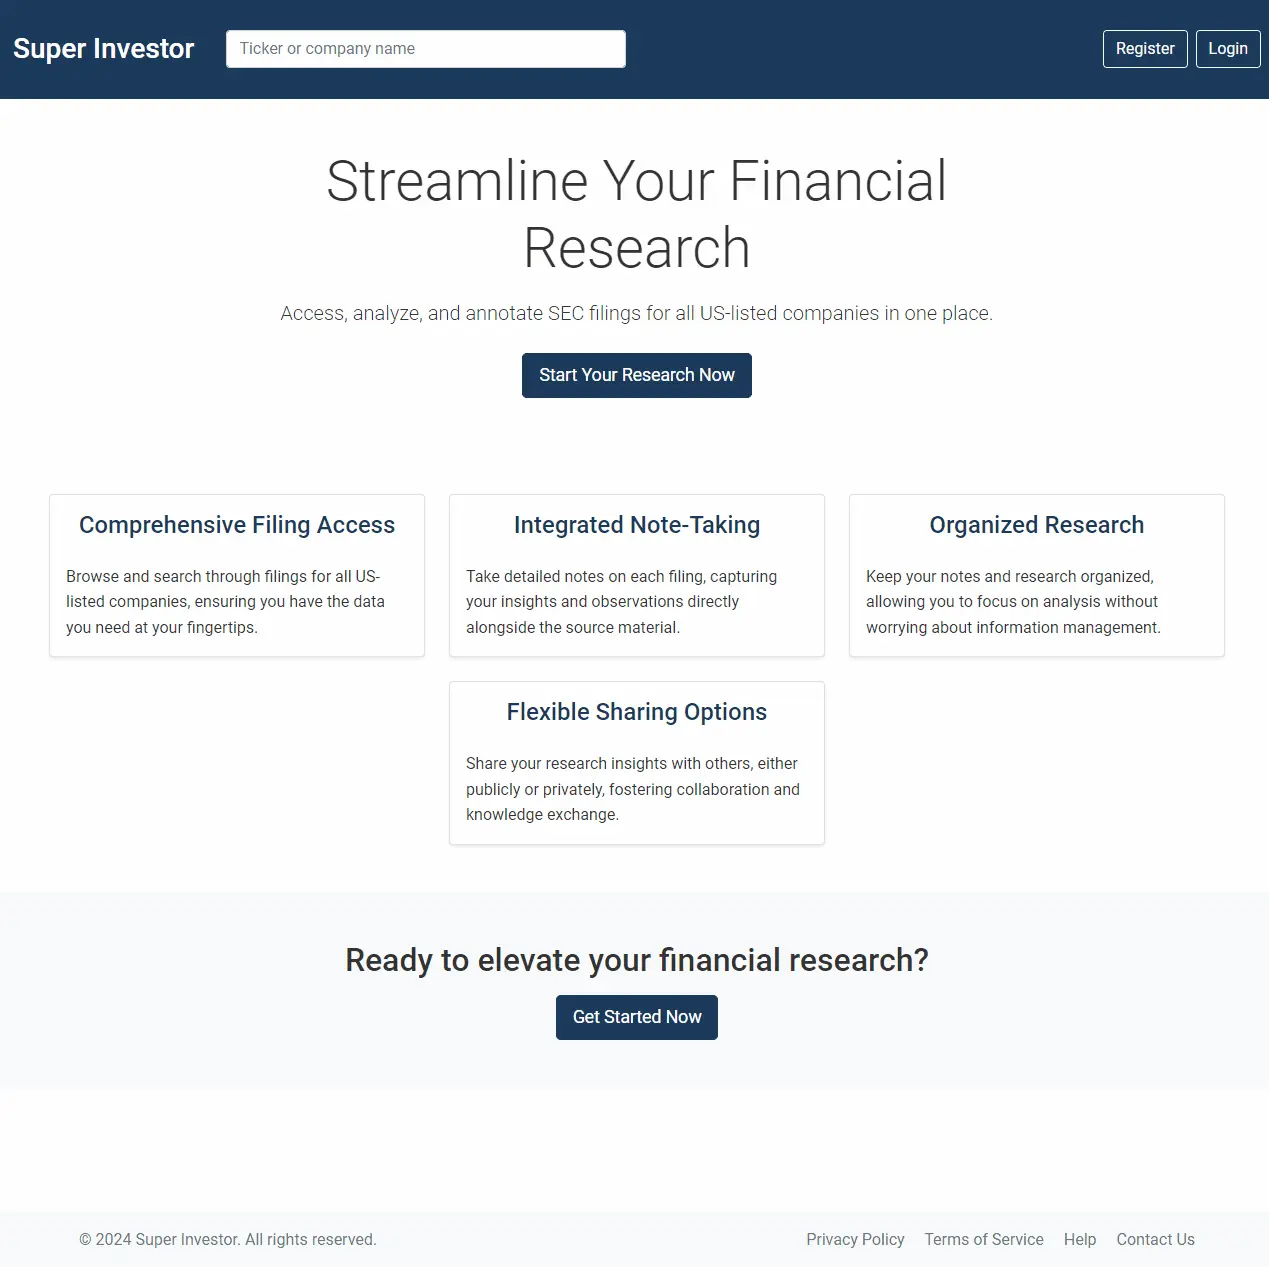 Super Investor
Ticker or company name
Register
Login
Streamline Your Financial
Research
Access, analyze, and annotate SEC filings for all US-listed companies in one place.
Start Your Research Now
Comprehensive Filing Access
Browse and search through filings for all US-
listed companies, ensuring you have the data
you need at your fingertips.
Integrated Note-Taking
Take detailed notes on each filing, capturing
your insights and observations directly
alongside the source material.
Organized Research
Keep your notes and research organized,
allowing you to focus on analysis without
worrying about information management.
Flexible Sharing Options
Share your research insights with others, either
publicly or privately, fostering collaboration and
knowledge exchange.
Ready to elevate your financial research?
Get Started Now
© 2024 Super Investor. All rights reserved.
Privacy Policy
Terms of Service
Help
Contact Us